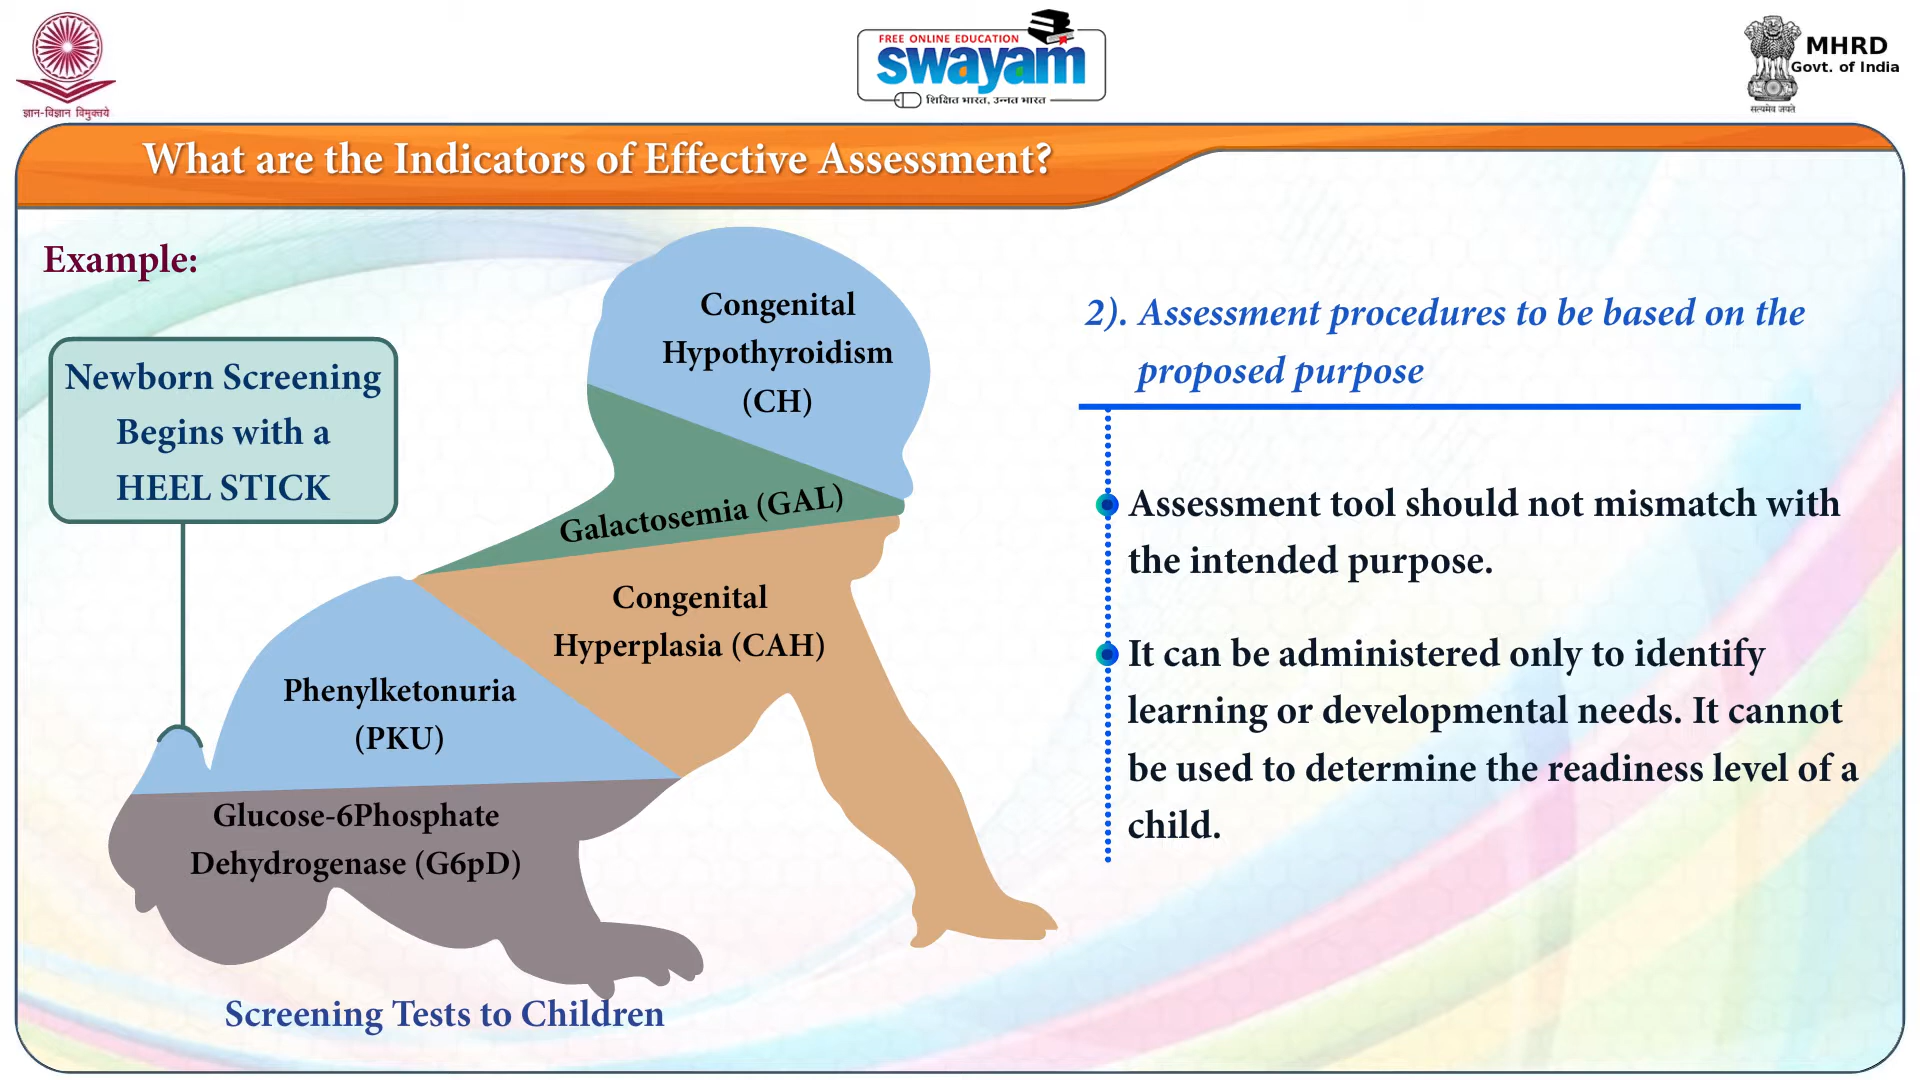 ज्ञान-विज्ञान विमुक्तये
FREE ONLINE EDUCATION
swayam
शिक्षित भारत, उन्नत भारत
MHRD
Govt. of India
सत्यमेव जयते
What are the Indicators of Effective Assessment?
Example:
Newborn Screening
Begins with a
HEEL STICK
Congenital
Hypothyroidism
(CH)
Galactosemia (GAL)
Congenital
Hyperplasia (CAH)
Phenylketonuria
(PKU)
Glucose-6Phosphate
Dehydrogenase (G6pD)
Screening Tests to Children
2). Assessment procedures to be based on the
proposed purpose
Assessment tool should not mismatch with
the intended purpose.
It can be administered only to identify
learning or developmental needs. It cannot
be used to determine the readiness level of a
child.